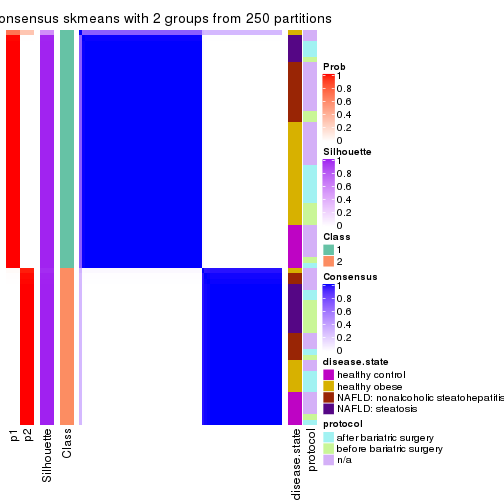 onsensus skmeans with 2 groups from 250 partitions
Prob
1
0.8
0.6
0.4
0.2
0
Silhouette
1
0.8
0.6
0.4
0.2
0
Class
1
2
Consensus
1
0.8
0.6
0.4
0.2
0
disease.state
healthy control
healthy obese
NAFLD: nonalcoholic steatohepatitis
NAFLD: steatosis
protocol
after bariatric surgery
before bariatric surgery
n/a
p1
p2
Silhouette
Class
disease.state
protocol